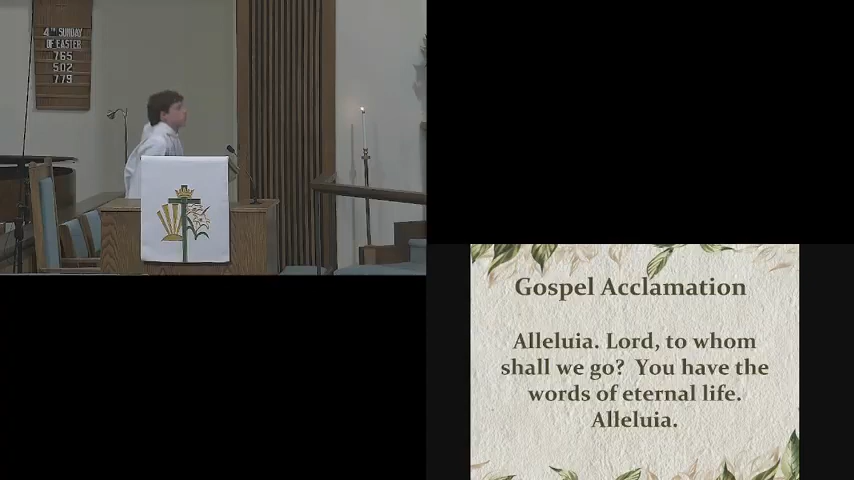 4TH SUNDAY
OF EASTER
765
502
779
Gospel Acclamation
Alleluia. Lord, to whom
shall we go? You have the
words of eternal life.
Alleluia.